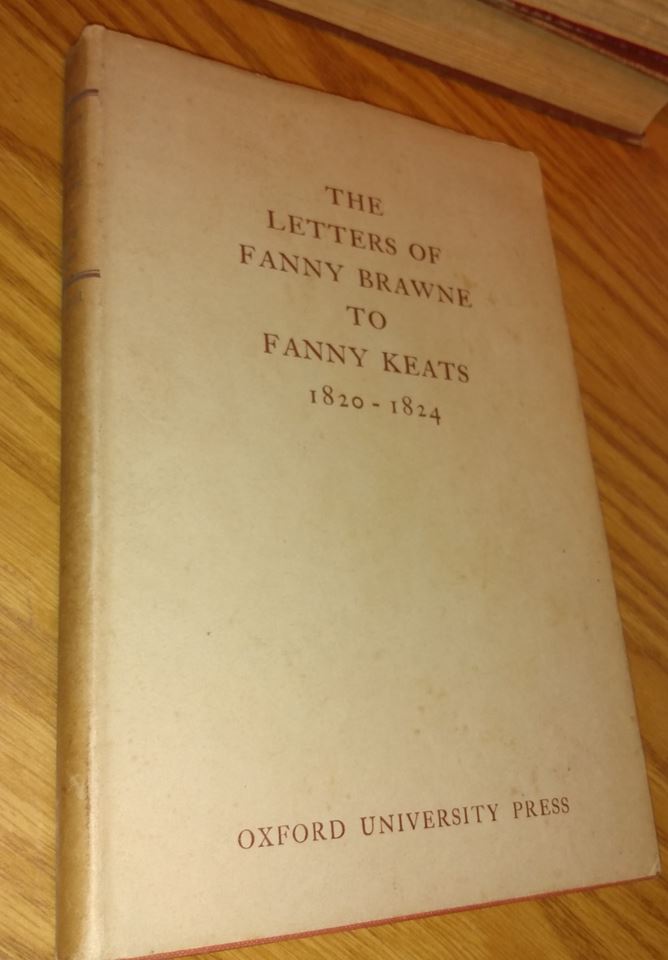 THE
LETTERS OF
FANNY BRAWNE
TO
FANNY KEATS
1820 - 1824
OXFORD UNIVERSITY PRESS